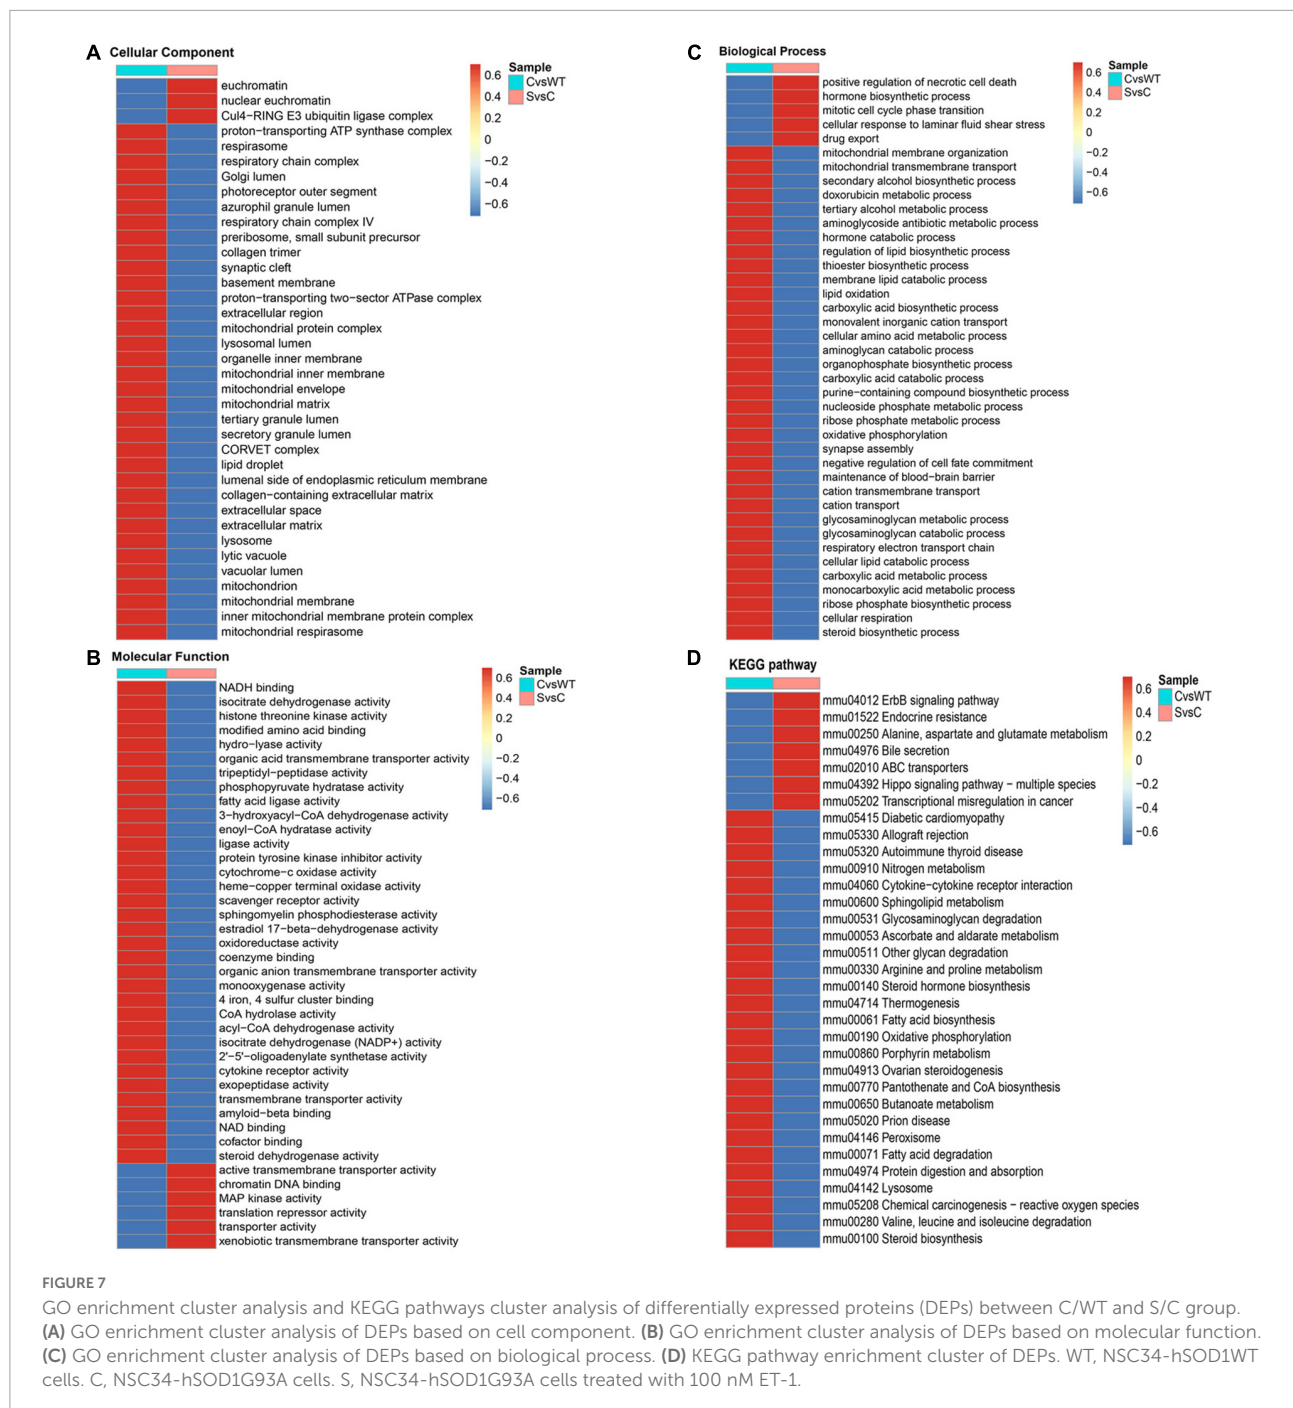 A Cellular Component
Sample
CvsWT
SvsC
0.6
0.4
0.2
0
−0.2
−0.4
−0.6
euchromatin
nuclear euchromatin
Cul4−RING E3 ubiquitin ligase complex
proton−transporting ATP synthase complex
respirasome
respiratory chain complex
Golgi lumen
photoreceptor outer segment
azurophil granule lumen
respiratory chain complex IV
preribosome, small subunit precursor
collagen trimer
synaptic cleft
basement membrane
proton−transporting two−sector ATPase complex
extracellular region
mitochondrial protein complex
lysosomal lumen
organelle inner membrane
mitochondrial inner membrane
mitochondrial envelope
mitochondrial matrix
tertiary granule lumen
secretory granule lumen
CORVET complex
lipid droplet
lumenal side of endoplasmic reticulum membrane
collagen−containing extracellular matrix
extracellular space
extracellular matrix
lysosome
lytic vacuole
vacuolar lumen
mitochondrion
mitochondrial membrane
inner mitochondrial membrane protein complex
mitochondrial respirasome
B Molecular Function
Sample
CvsWT
SvsC
0.6
0.4
0.2
0
−0.2
−0.4
−0.6
NADH binding
isocitrate dehydrogenase activity
histone threonine kinase activity
modified amino acid binding
hydro−lyase activity
organic acid transmembrane transporter activity
tripeptidyl−peptidase activity
phosphopyruvate hydratase activity
fatty acid ligase activity
3−hydroxyacyl−CoA dehydrogenase activity
enoyl−CoA hydratase activity
ligase activity
protein tyrosine kinase inhibitor activity
cytochrome−c oxidase activity
heme−copper terminal oxidase activity
scavenger receptor activity
sphingomyelin phosphodiesterase activity
estradiol 17−beta−dehydrogenase activity
oxidoreductase activity
coenzyme binding
organic anion transmembrane transporter activity
monooxygenase activity
4 iron, 4 sulfur cluster binding
CoA hydrolase activity
acyl−CoA dehydrogenase activity
isocitrate dehydrogenase (NADP+) activity
2'−5'−oligoadenylate synthetase activity
cytokine receptor activity
exopeptidase activity
transmembrane transporter activity
amyloid−beta binding
NAD binding
cofactor binding
steroid dehydrogenase activity
active transmembrane transporter activity
chromatin DNA binding
MAP kinase activity
translation repressor activity
transporter activity
xenobiotic transmembrane transporter activity
C Biological Process
Sample
CvsWT
SvsC
0.6
0.4
0.2
0
−0.2
−0.4
−0.6
positive regulation of necrotic cell death
hormone biosynthetic process
mitotic cell cycle phase transition
cellular response to laminar fluid shear stress
drug export
mitochondrial membrane organization
mitochondrial transmembrane transport
secondary alcohol biosynthetic process
doxorubicin metabolic process
tertiary alcohol metabolic process
aminoglycoside antibiotic metabolic process
hormone catabolic process
regulation of lipid biosynthetic process
thioester biosynthetic process
membrane lipid catabolic process
lipid oxidation
carboxylic acid biosynthetic process
monovalent inorganic cation transport
cellular amino acid metabolic process
aminoglycan catabolic process
organophosphate biosynthetic process
carboxylic acid catabolic process
purine−containing compound biosynthetic process
nucleoside phosphate metabolic process
ribose phosphate metabolic process
oxidative phosphorylation
synapse assembly
negative regulation of cell fate commitment
maintenance of blood−brain barrier
cation transmembrane transport
cation transport
glycosaminoglycan metabolic process
glycosaminoglycan catabolic process
respiratory electron transport chain
cellular lipid catabolic process
carboxylic acid metabolic process
monocarboxylic acid metabolic process
ribose phosphate biosynthetic process
cellular respiration
steroid biosynthetic process
D KEGG pathway
Sample
CvsWT
SvsC
0.6
0.4
0.2
0
−0.2
−0.4
−0.6
mmu04012 ErbB signaling pathway
mmu01522 Endocrine resistance
mmu00250 Alanine, aspartate and glutamate metabolism
mmu04976 Bile secretion
mmu02010 ABC transporters
mmu04392 Hippo signaling pathway − multiple species
mmu05202 Transcriptional misregulation in cancer
mmu05415 Diabetic cardiomyopathy
mmu05330 Allograft rejection
mmu05320 Autoimmune thyroid disease
mmu00910 Nitrogen metabolism
mmu04060 Cytokine−cytokine receptor interaction
mmu00600 Sphingolipid metabolism
mmu00531 Glycosaminoglycan degradation
mmu00053 Ascorbate and aldarate metabolism
mmu00511 Other glycan degradation
mmu00330 Arginine and proline metabolism
mmu00140 Steroid hormone biosynthesis
mmu04714 Thermogenesis
mmu00061 Fatty acid biosynthesis
mmu00190 Oxidative phosphorylation
mmu00860 Porphyrin metabolism
mmu04913 Ovarian steroidogenesis
mmu00770 Pantothenate and CoA biosynthesis
mmu00650 Butanoate metabolism
mmu05020 Prion disease
mmu04146 Peroxisome
mmu00071 Fatty acid degradation
mmu04974 Protein digestion and absorption
mmu04142 Lysosome
mmu05208 Chemical carcinogenesis − reactive oxygen species
mmu00280 Valine, leucine and isoleucine degradation
mmu00100 Steroid biosynthesis
FIGURE 7
GO enrichment cluster analysis and KEGG pathways cluster analysis of differentially expressed proteins (DEPs) between C/WT and S/C group.
(A) GO enrichment cluster analysis of DEPs based on cell component. (B) GO enrichment cluster analysis of DEPs based on molecular function.
(C) GO enrichment cluster analysis of DEPs based on biological process. (D) KEGG pathway enrichment cluster of DEPs. WT, NSC34-hSOD1WT
cells. C, NSC34-hSOD1G93A cells. S, NSC34-hSOD1G93A cells treated with 100 nM ET-1.